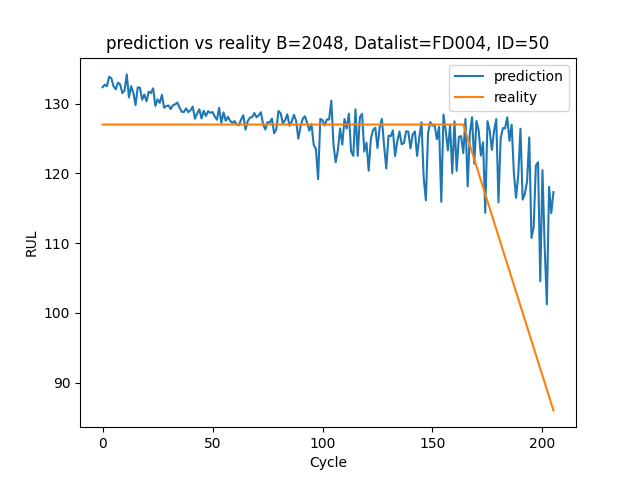 prediction vs reality B=2048, Datalist=FD004, ID=50
prediction
reality
130
120
110
100
90
RUL
0 50 100 150 200
Cycle